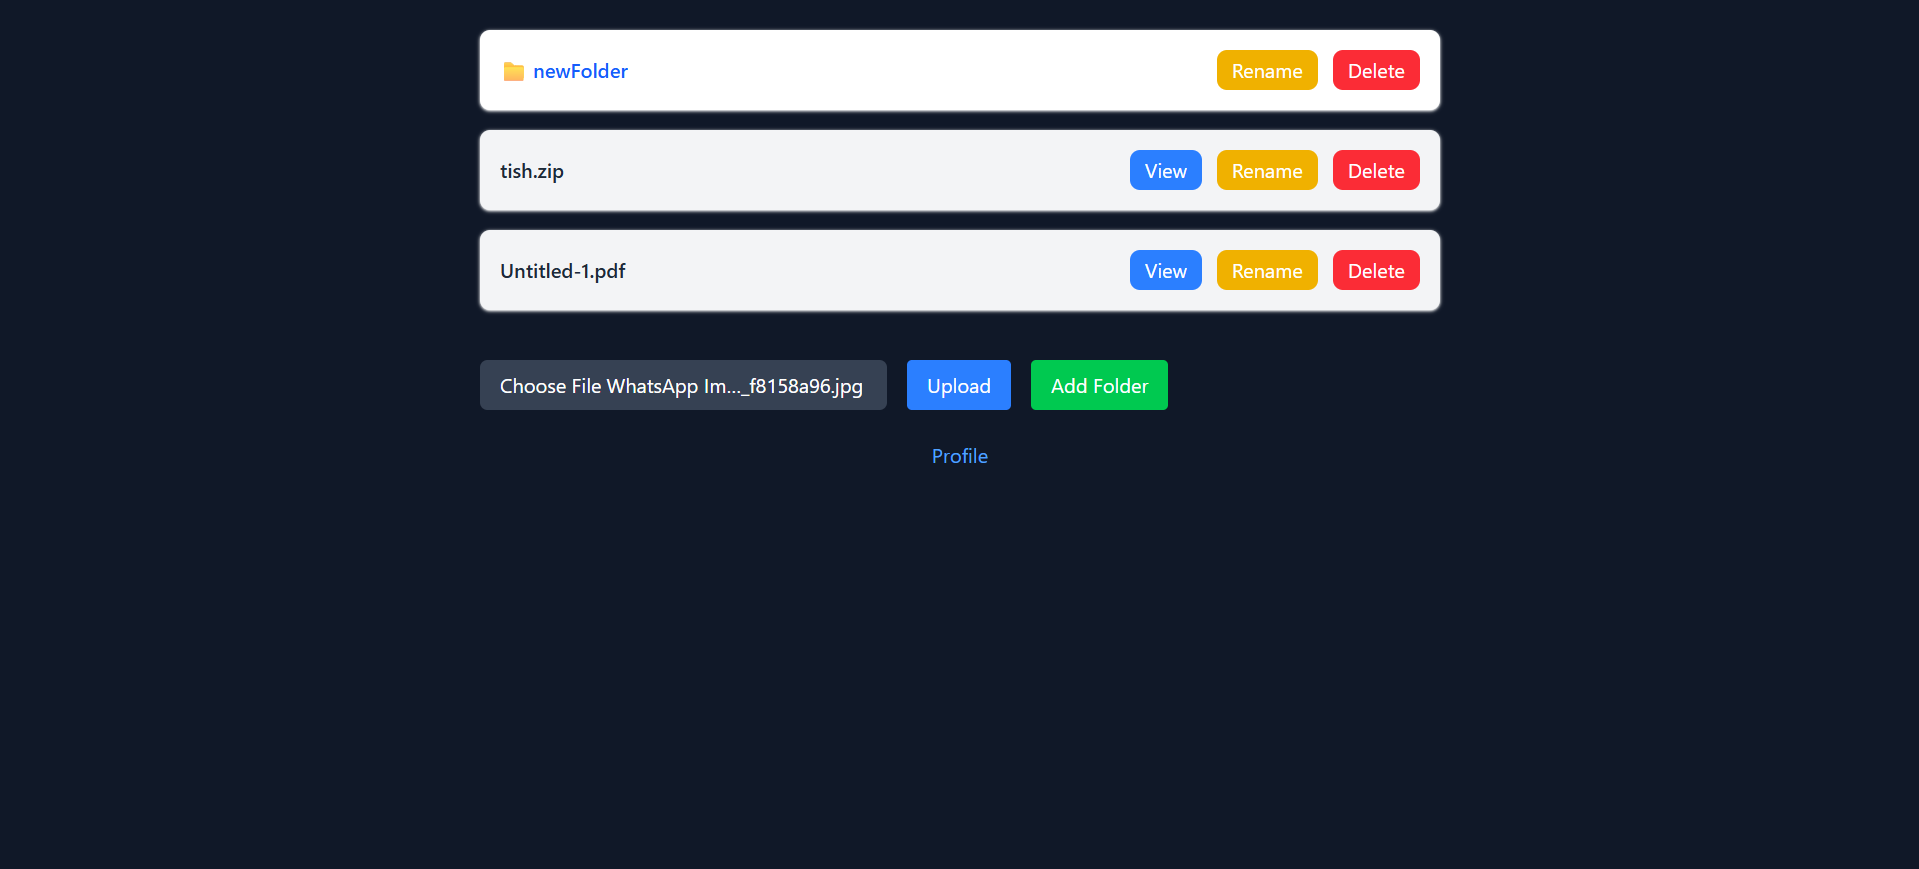 newFolder Rename Delete
tish.zip View Rename Delete
Untitled-1.pdf View Rename Delete
Choose File WhatsApp Im..._f8158a96.jpg Upload Add Folder
Profile